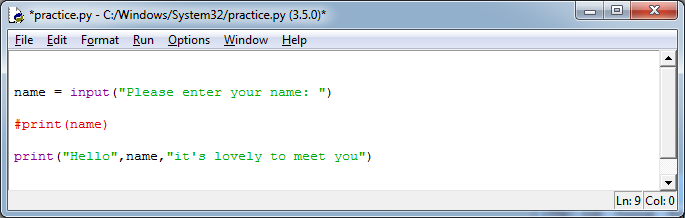 *practice.py - C:/Windows/System32/practice.py (3.5.0)*
File Edit Format Run Options Window Help
name = input("Please enter your name: ")
#print(name)
print("Hello",name,"it's lovely to meet you")
Ln: 9 Col: 0